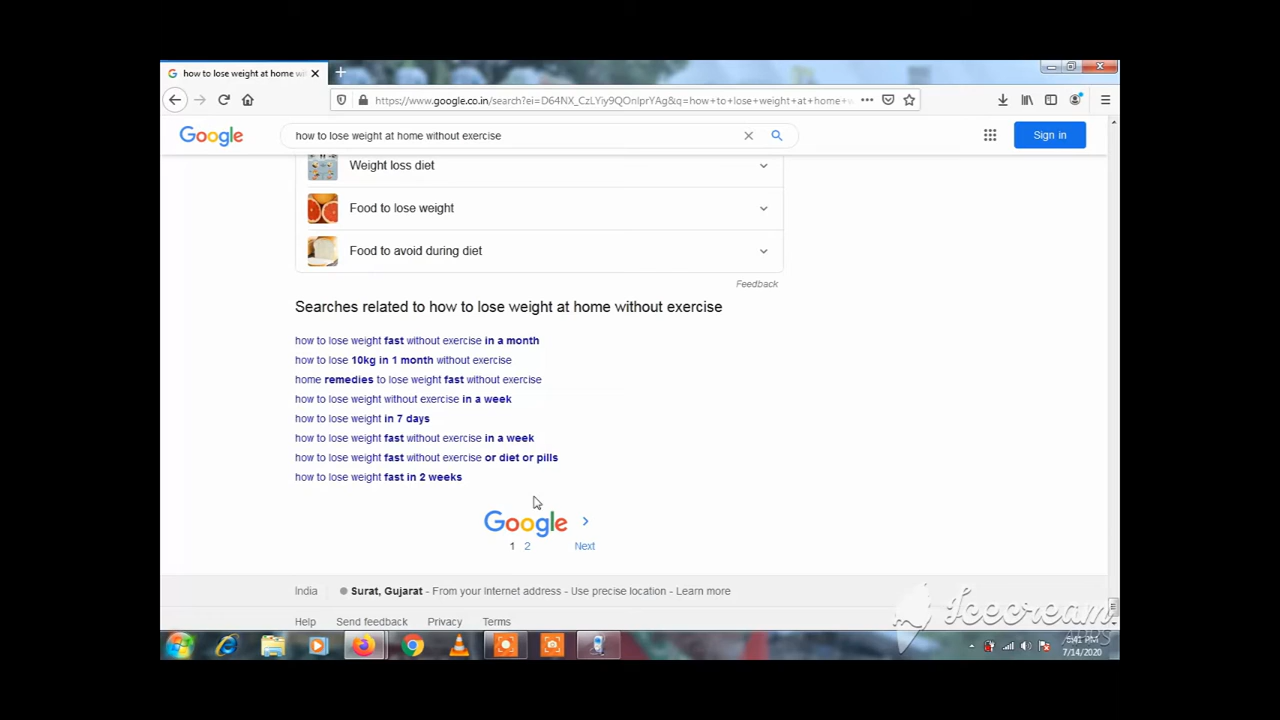 how to lose weight at home wi
https://www.google.co.in/search?ei=D64NX_CzLYiy9QOnlprYAg&q=how+to+lose+weight+at+home+w
Google
how to lose weight at home without exercise
Sign in
Weight loss diet
Food to lose weight
Food to avoid during diet
Feedback
Searches related to how to lose weight at home without exercise
how to lose weight fast without exercise in a month
how to lose 10kg in 1 month without exercise
home remedies to lose weight fast without exercise
how to lose weight without exercise in a week
how to lose weight in 7 days
how to lose weight fast without exercise in a week
how to lose weight fast without exercise or diet or pills
how to lose weight fast in 2 weeks
Google
1 2 Next
India Surat, Gujarat - From your Internet address - Use precise location - Learn more
Help Send feedback Privacy Terms
Icecream
APPS
5:41 PM
7/14/2020